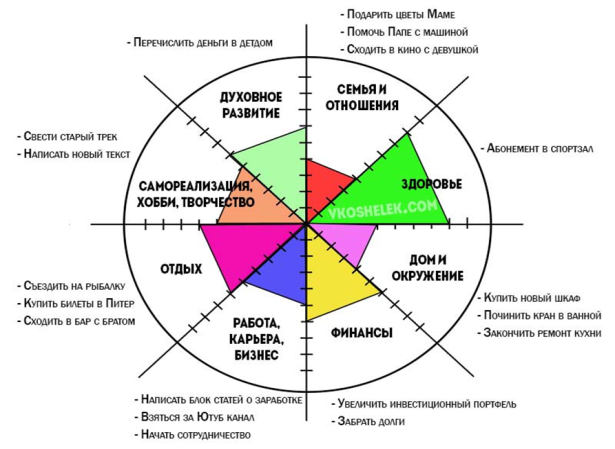 - Подарить цветы Маме
- Помочь Папе с машиной
- Сходить в кино с девушкой
- Перечислить деньги в детдом
СЕМЬЯ И
ОТНОШЕНИЯ
ДУХОВНОЕ
РАЗВИТИЕ
- Свести старый трек
- Написать новый текст
- Абонемент в спортзал
САМОРЕАЛИЗАЦИЯ,
ХОББИ, ТВОРЧЕСТВО
ЗДОРОВЬЕ
VKOSHELEK.COM
ОТДЫХ
ДОМ И
ОКРУЖЕНИЕ
- Съездить на рыбалку
- Купить билеты в Питер
- Сходить в бар с братом
- Купить новый шкаф
- Починить кран в ванной
- Закончить ремонт кухни
РАБОТА,
КАРЬЕРА,
БИЗНЕС
ФИНАНСЫ
- Написать блок статей о заработке
- Взяться за Ютуб канал
- Начать сотрудничество
- Увеличить инвестиционный портфель
- Забрать долги